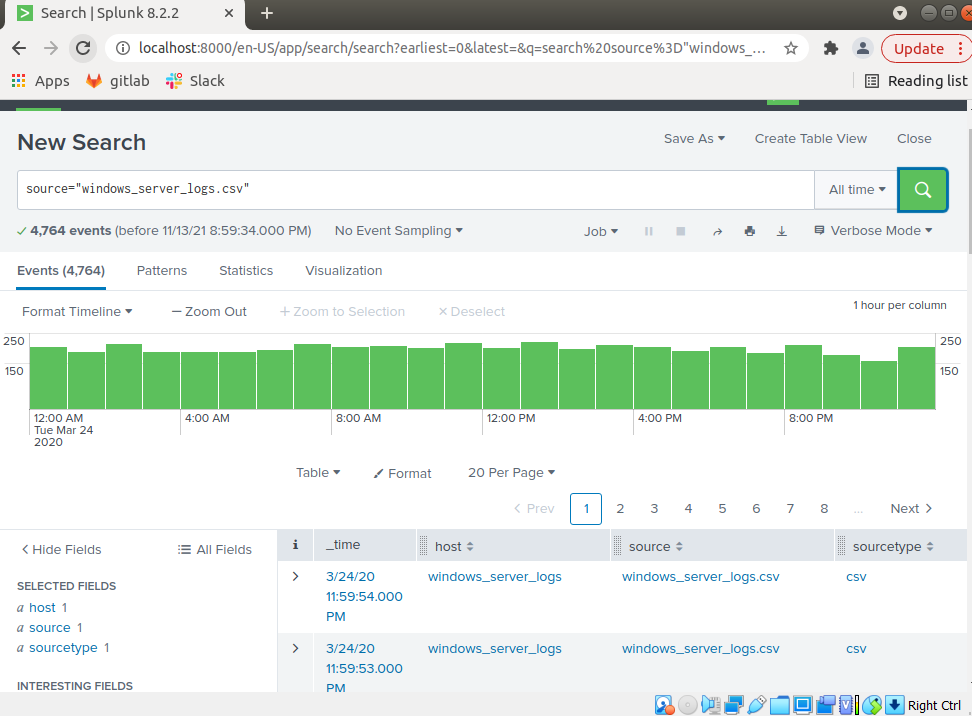 Search | Splunk 8.2.2
localhost:8000/en-US/app/search/search?earliest=0&latest=&q=search%20source%3D"windows_...
Update
Apps gitlab Slack Reading list
New Search
Save As Create Table View Close
source="windows_server_logs.csv"
All time
4,764 events (before 11/13/21 8:59:34.000 PM) No Event Sampling
Job Verbose Mode
Events (4,764) Patterns Statistics Visualization
Format Timeline — Zoom Out + Zoom to Selection × Deselect
1 hour per column
250 250
150 150
12:00 AM 4:00 AM 8:00 AM 12:00 PM 4:00 PM 8:00 PM
Tue Mar 24
2020
Table Format 20 Per Page
< Prev 1 2 3 4 5 6 7 8 ... Next >
< Hide Fields All Fields
i _time host source sourcetype
SELECTED FIELDS
a host 1
a source 1
a sourcetype 1
INTERESTING FIELDS
> 3/24/20 windows_server_logs windows_server_logs.csv csv
11:59:54.000
PM
> 3/24/20 windows_server_logs windows_server_logs.csv csv
11:59:53.000
PM
Right Ctrl